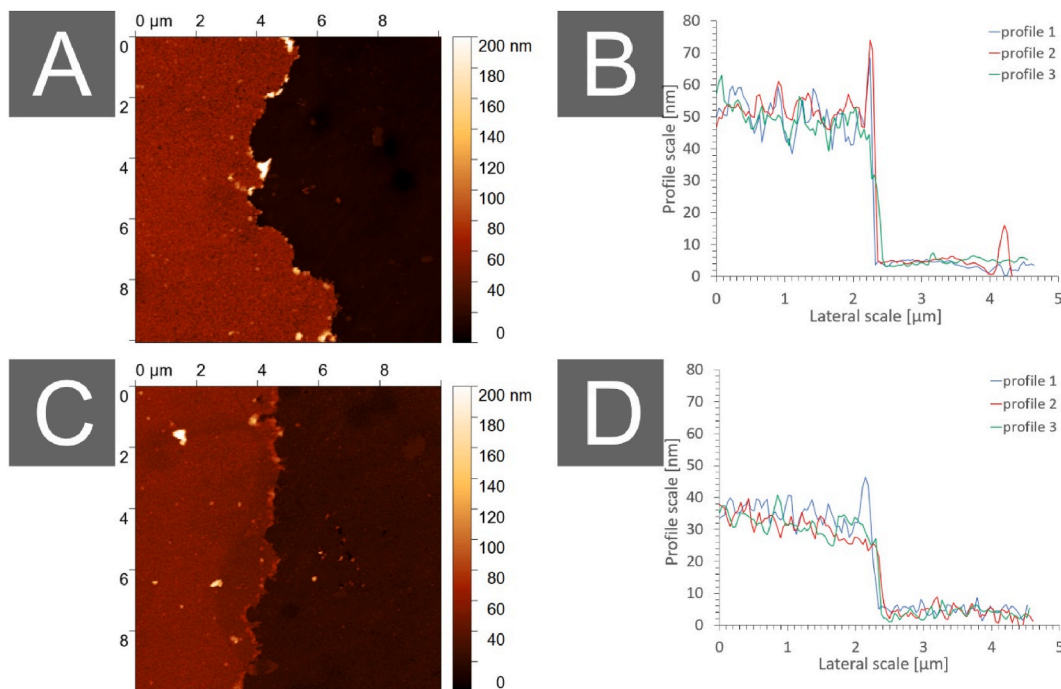 A
0 μm 2 4 6 8
0
2
4
6
8
200 nm
180
160
140
120
100
80
60
40
20
0
B
80
70
60
50
40
30
20
10
0
Profile scale [nm]
0 1 2 3 4 5
Lateral scale [μm]
profile 1
profile 2
profile 3
C
0 μm 2 4 6 8
0
2
4
6
8
200 nm
180
160
140
120
100
80
60
40
20
0
D
80
70
60
50
40
30
20
10
0
Profile scale [nm]
0 1 2 3 4 5
Lateral scale [μm]
profile 1
profile 2
profile 3